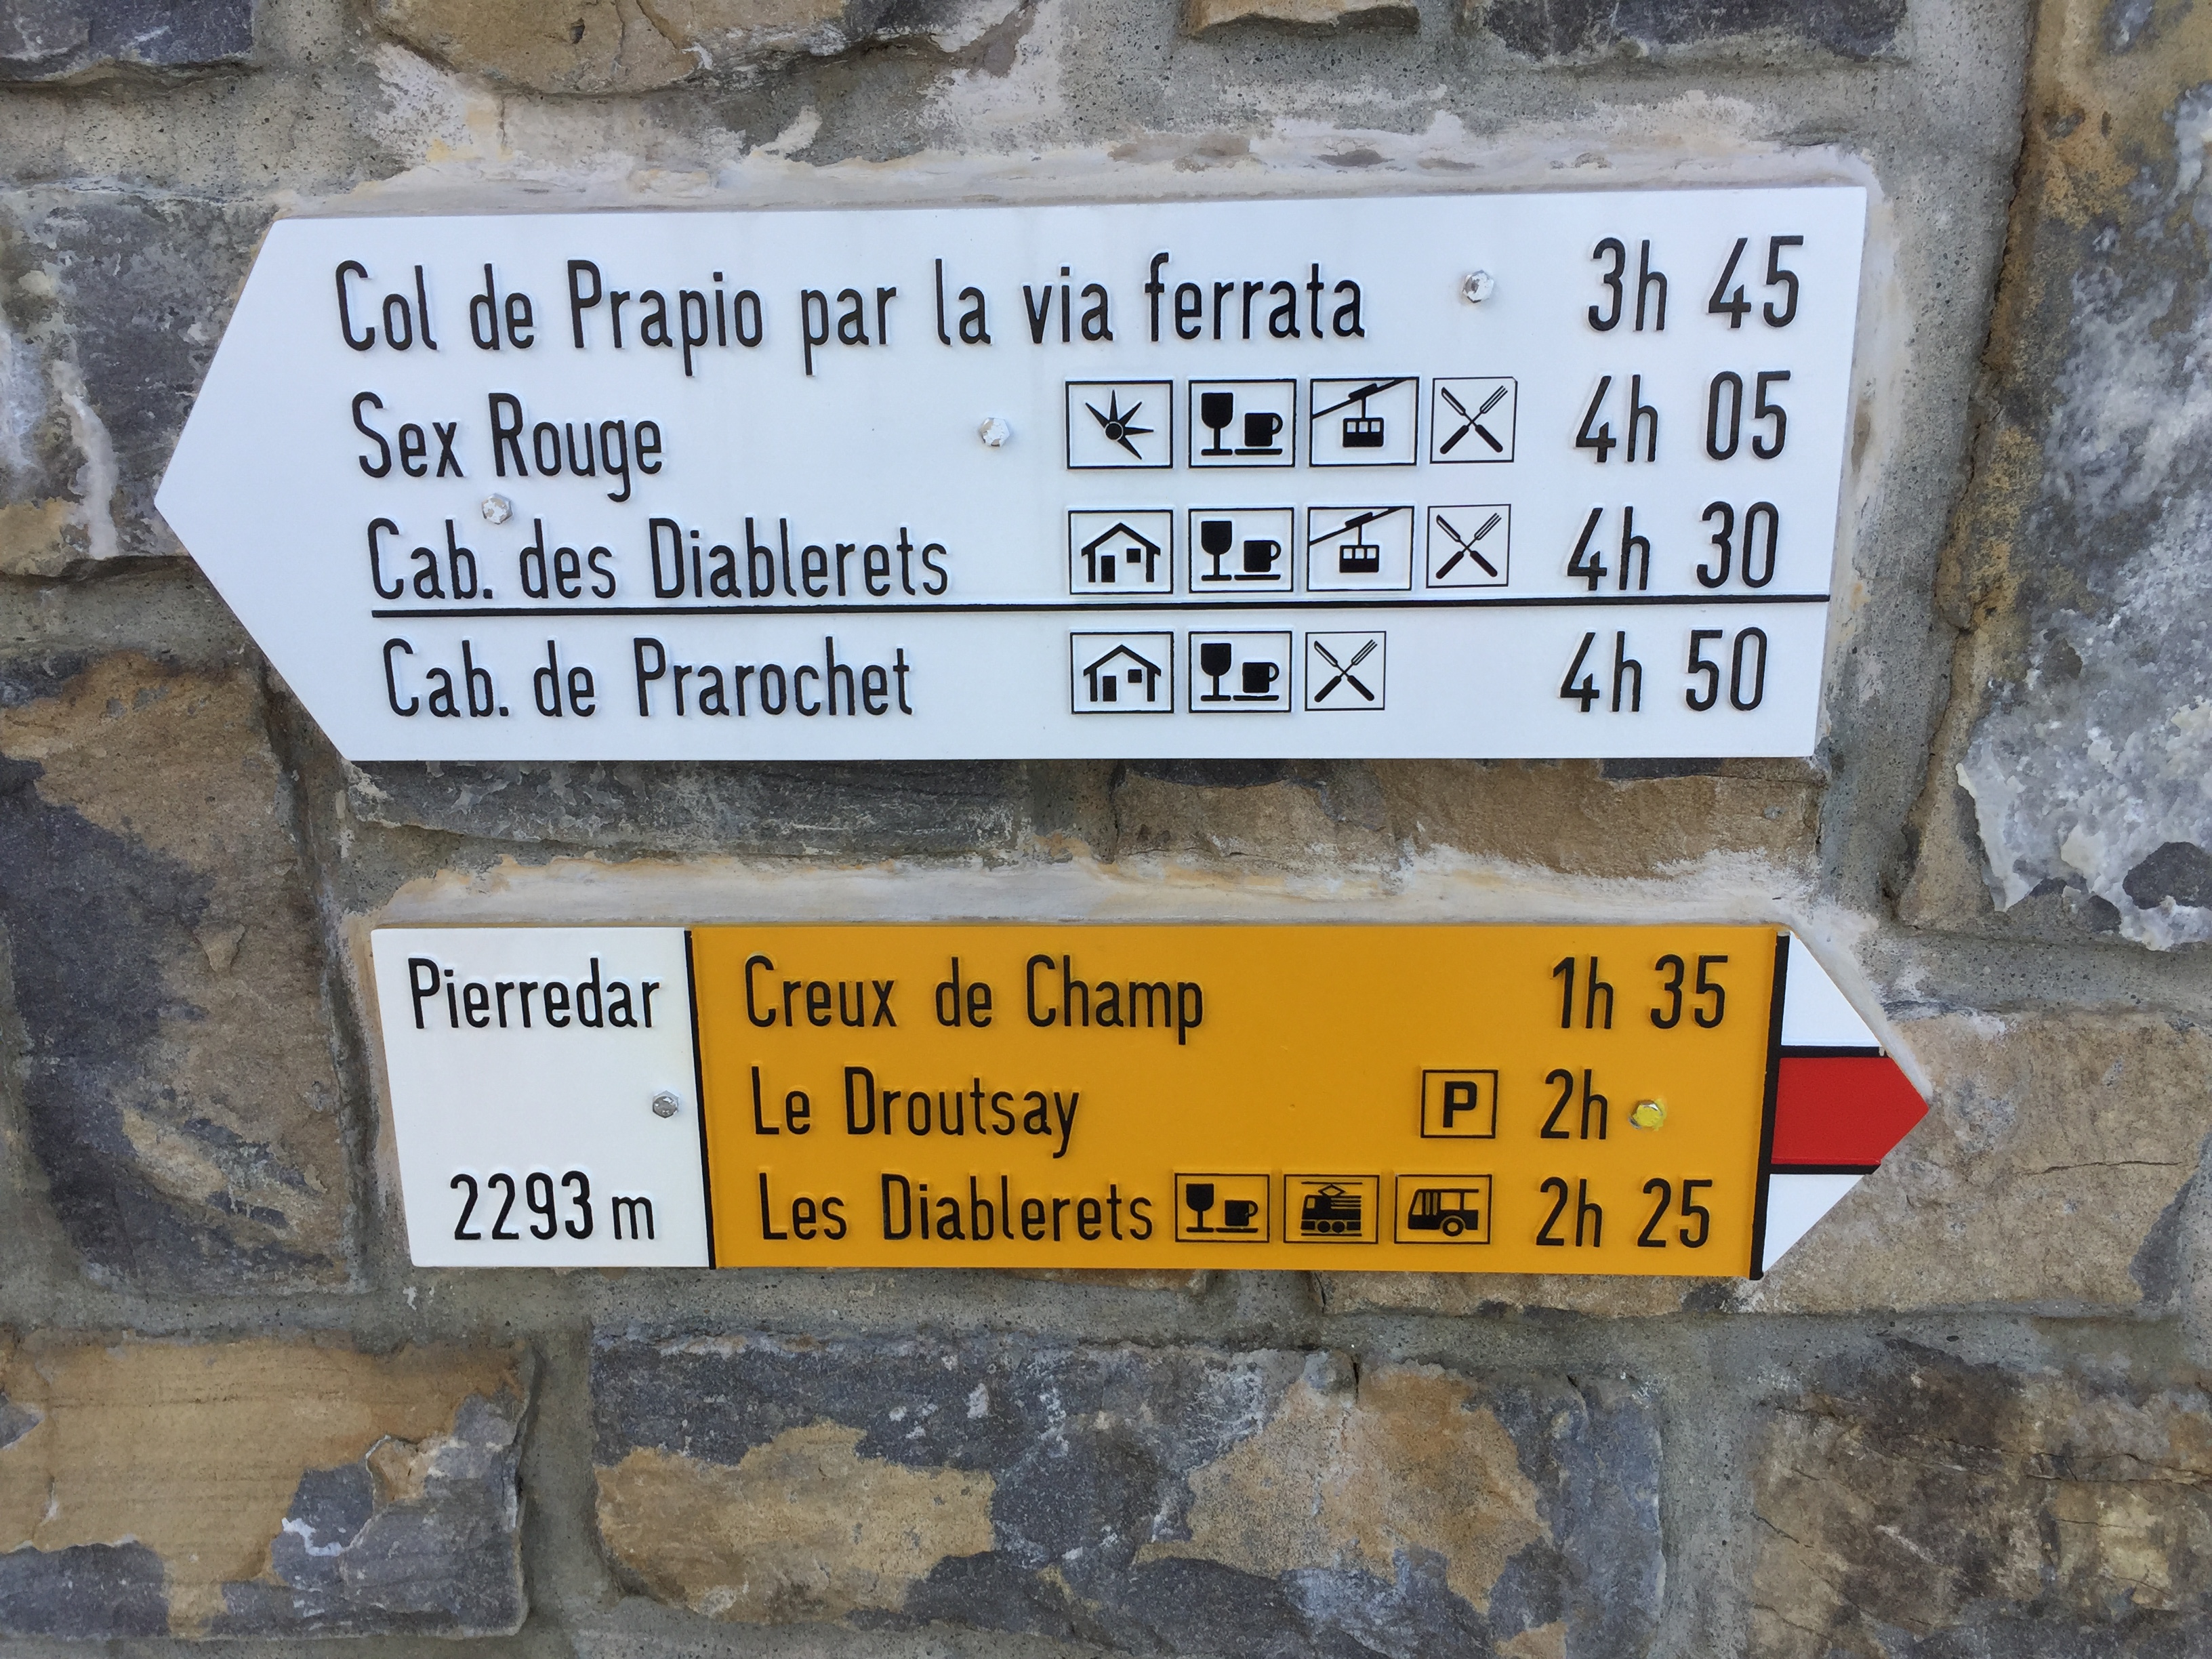 Col de Prapio par la via ferrata 3h 45
Sex Rouge 4h 05
Cab. des Diablerets 4h 30
Cab. de Prarochet 4h 50
Pierredar
2293 m
Creux de Champ 1h 35
Le Droutsay P 2h
Les Diablerets 2h 25